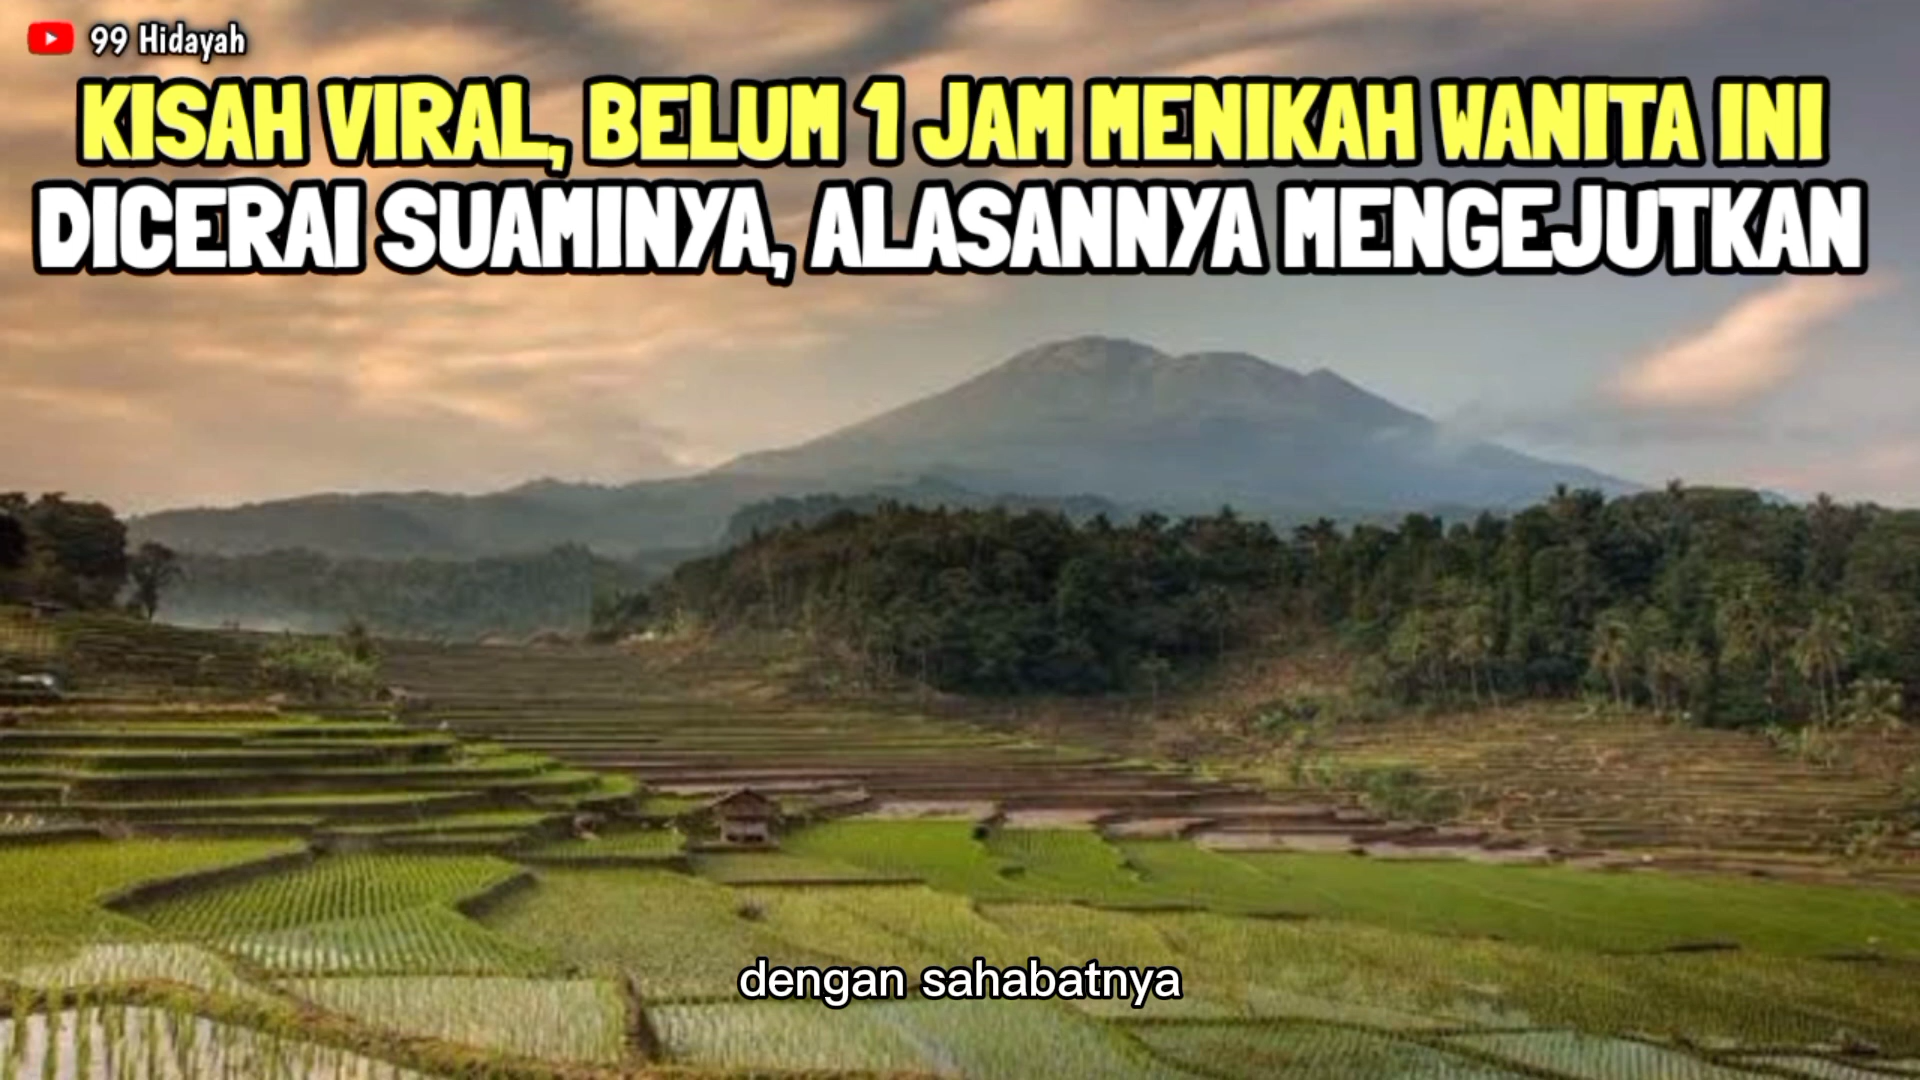 99 Hidayah
KISAH VIRAL, BELUM 1 JAM MENIKAH WANITA INI
DICERAI SUAMINYA, ALASANNYA MENGEJUTKAN
dengan sahabatnya